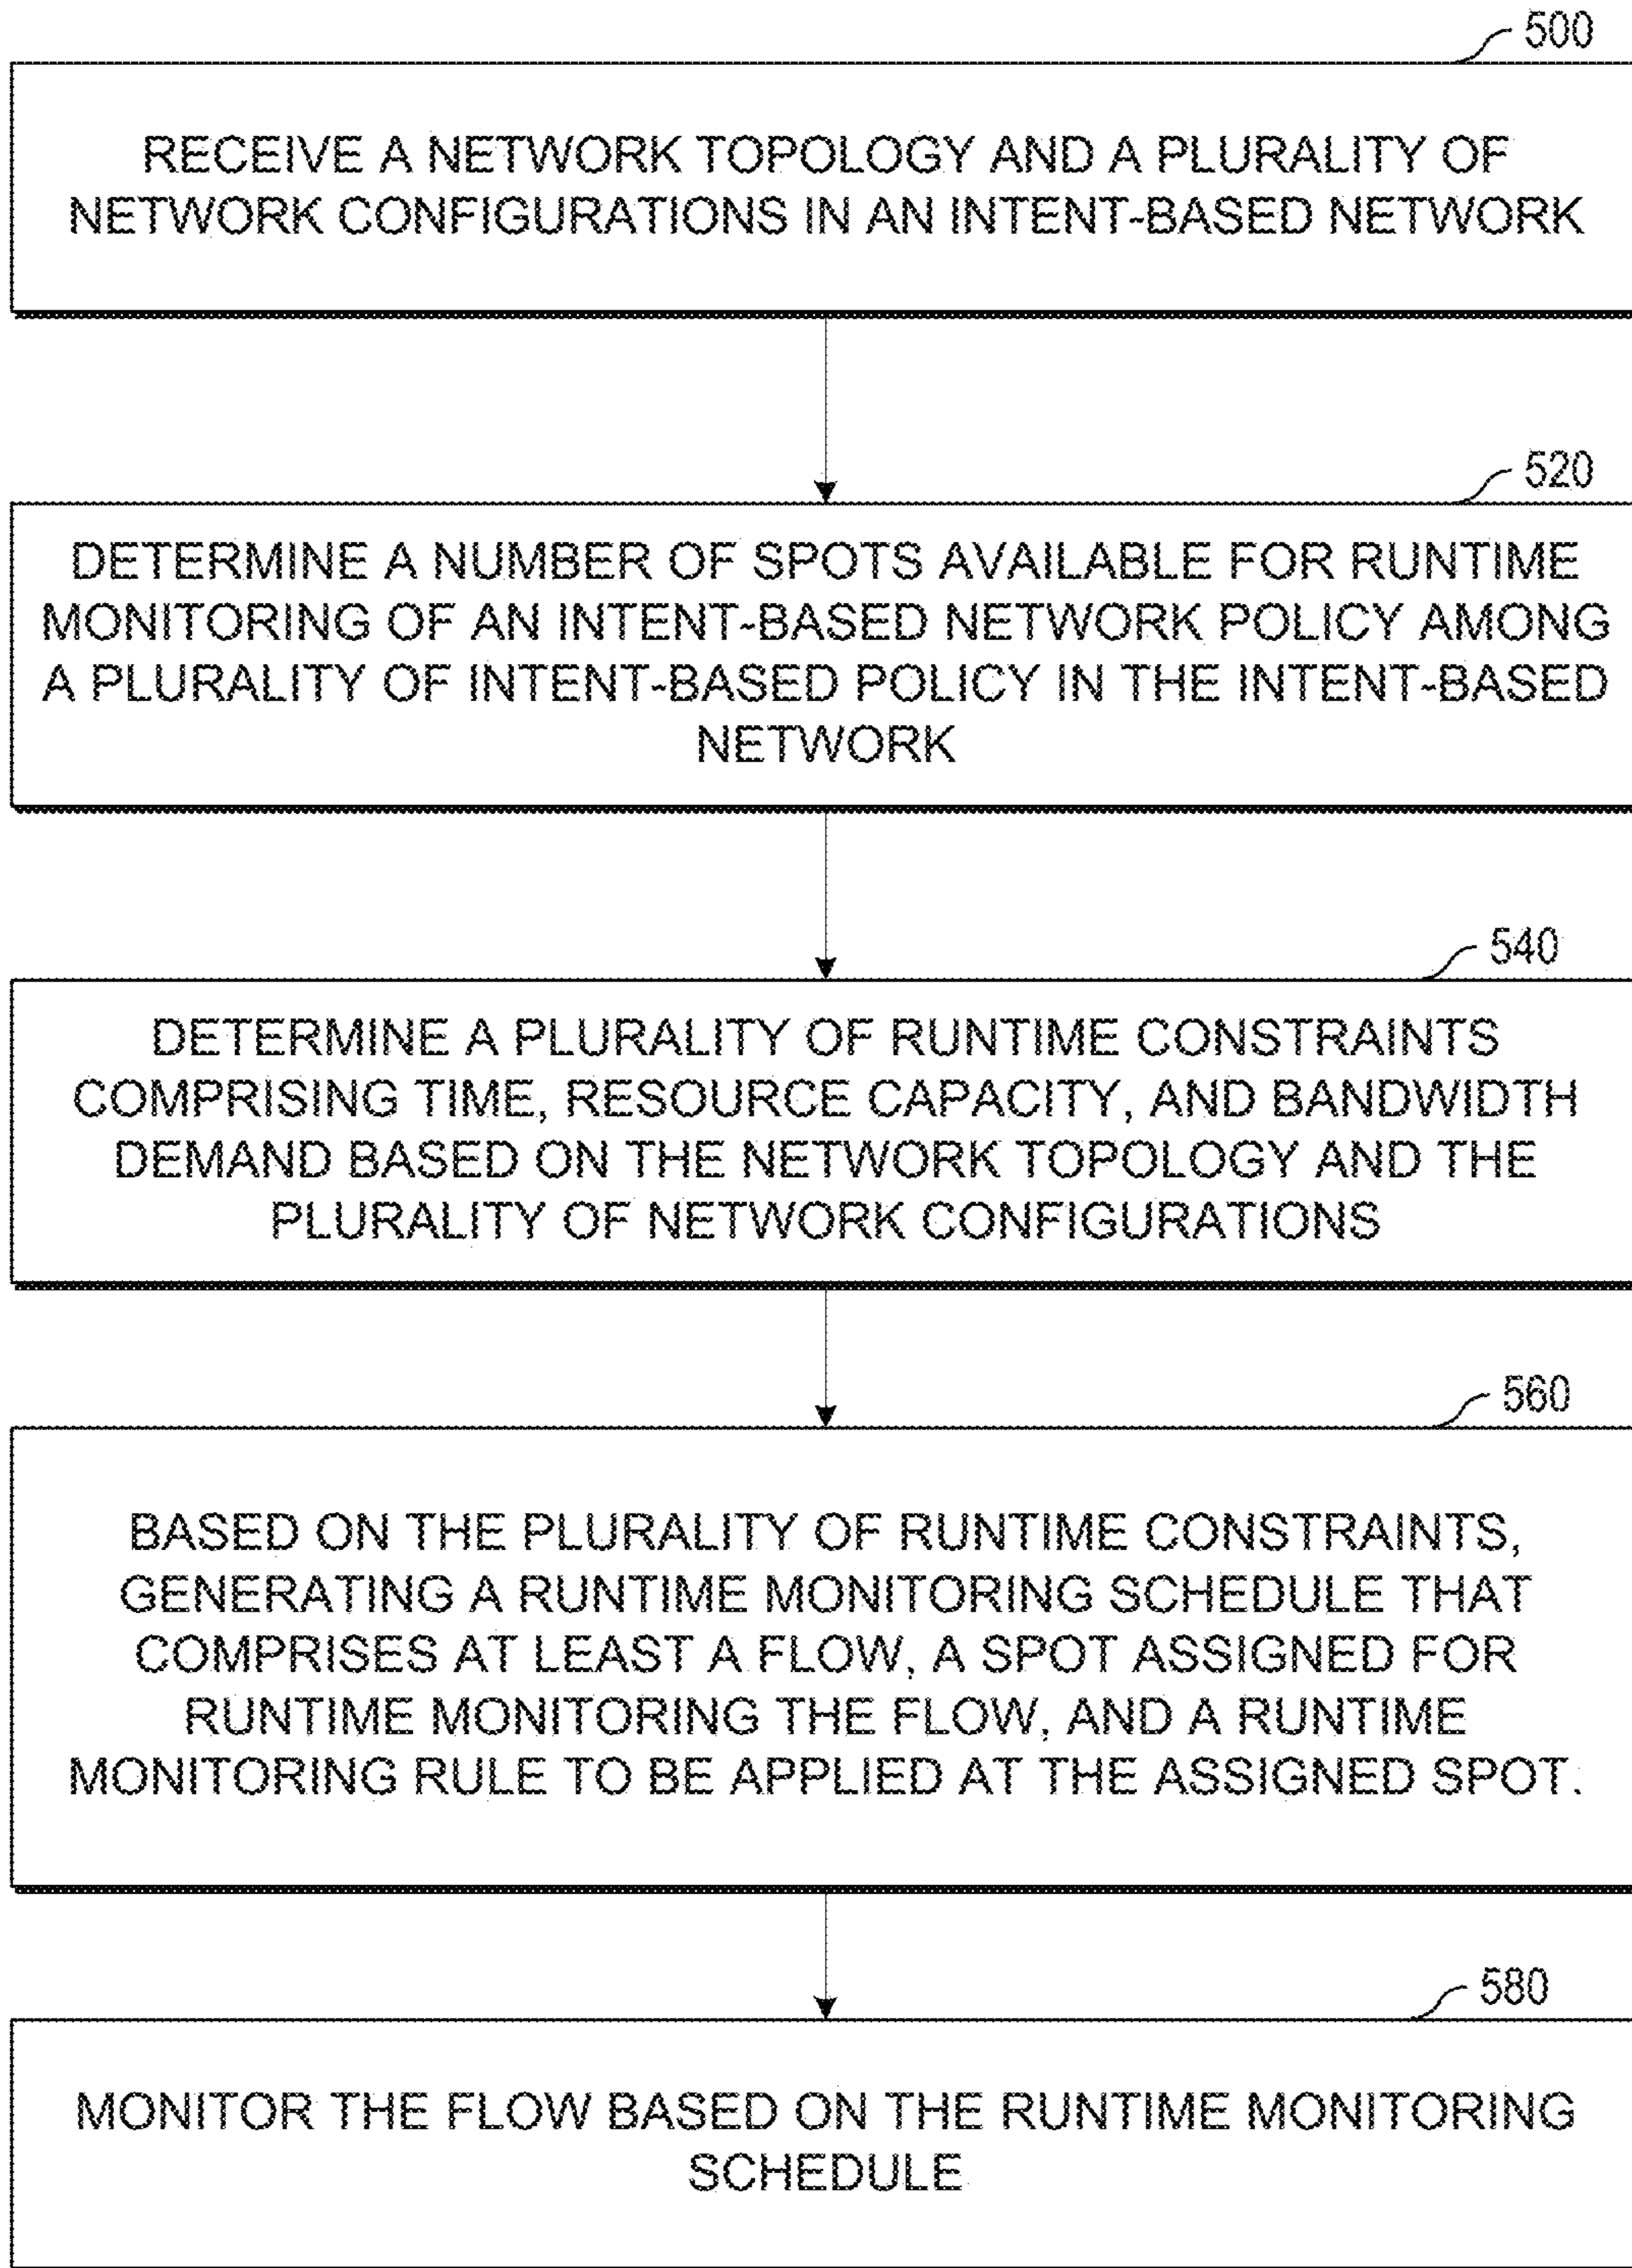 500
RECEIVE A NETWORK TOPOLOGY AND A PLURALITY OF
NETWORK CONFIGURATIONS IN AN INTENT-BASED NETWORK
520
DETERMINE A NUMBER OF SPOTS AVAILABLE FOR RUNTIME
MONITORING OF AN INTENT-BASED NETWORK POLICY AMONG
A PLURALITY OF INTENT-BASED POLICY IN THE INTENT-BASED
NETWORK
540
DETERMINE A PLURALITY OF RUNTIME CONSTRAINTS
COMPRISING TIME, RESOURCE CAPACITY, AND BANDWIDTH
DEMAND BASED ON THE NETWORK TOPOLOGY AND THE
PLURALITY OF NETWORK CONFIGURATIONS
560
BASED ON THE PLURALITY OF RUNTIME CONSTRAINTS,
GENERATING A RUNTIME MONITORING SCHEDULE THAT
COMPRISES AT LEAST A FLOW, A SPOT ASSIGNED FOR
RUNTIME MONITORING THE FLOW, AND A RUNTIME
MONITORING RULE TO BE APPLIED AT THE ASSIGNED SPOT.
580
MONITOR THE FLOW BASED ON THE RUNTIME MONITORING
SCHEDULE